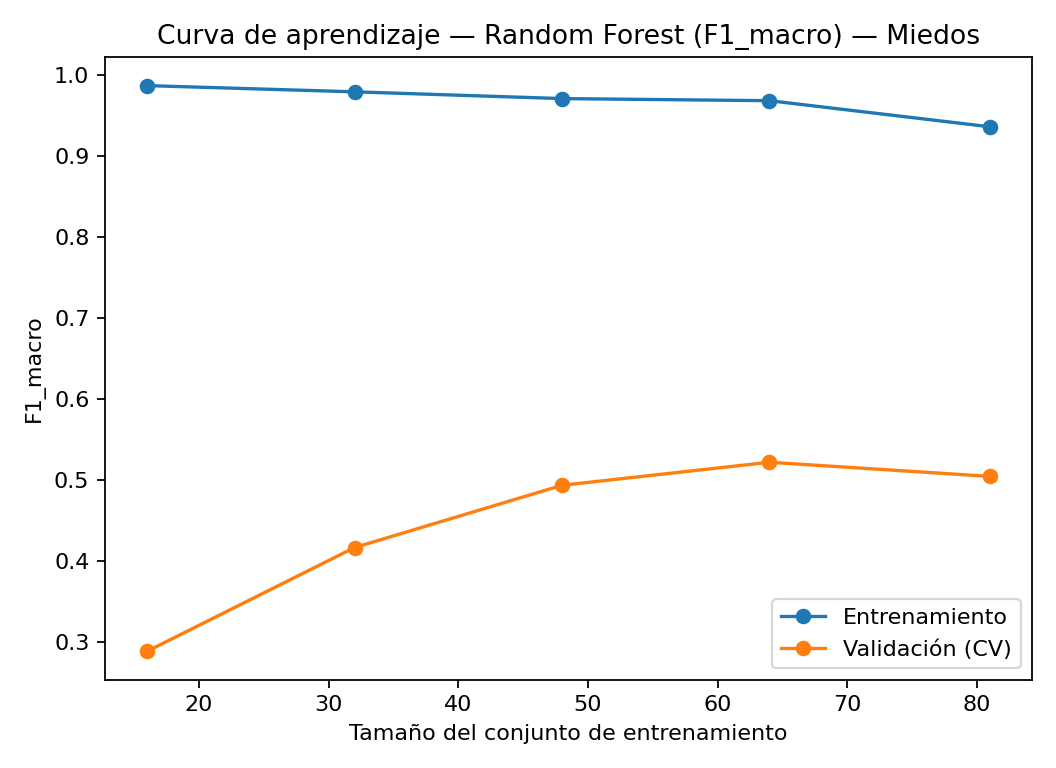 Curva de aprendizaje — Random Forest (F1_macro) — Miedos
F1_macro
1.0
0.9
0.8
0.7
0.6
0.5
0.4
0.3
Entrenamiento
Validación (CV)
20 30 40 50 60 70 80
Tamaño del conjunto de entrenamiento